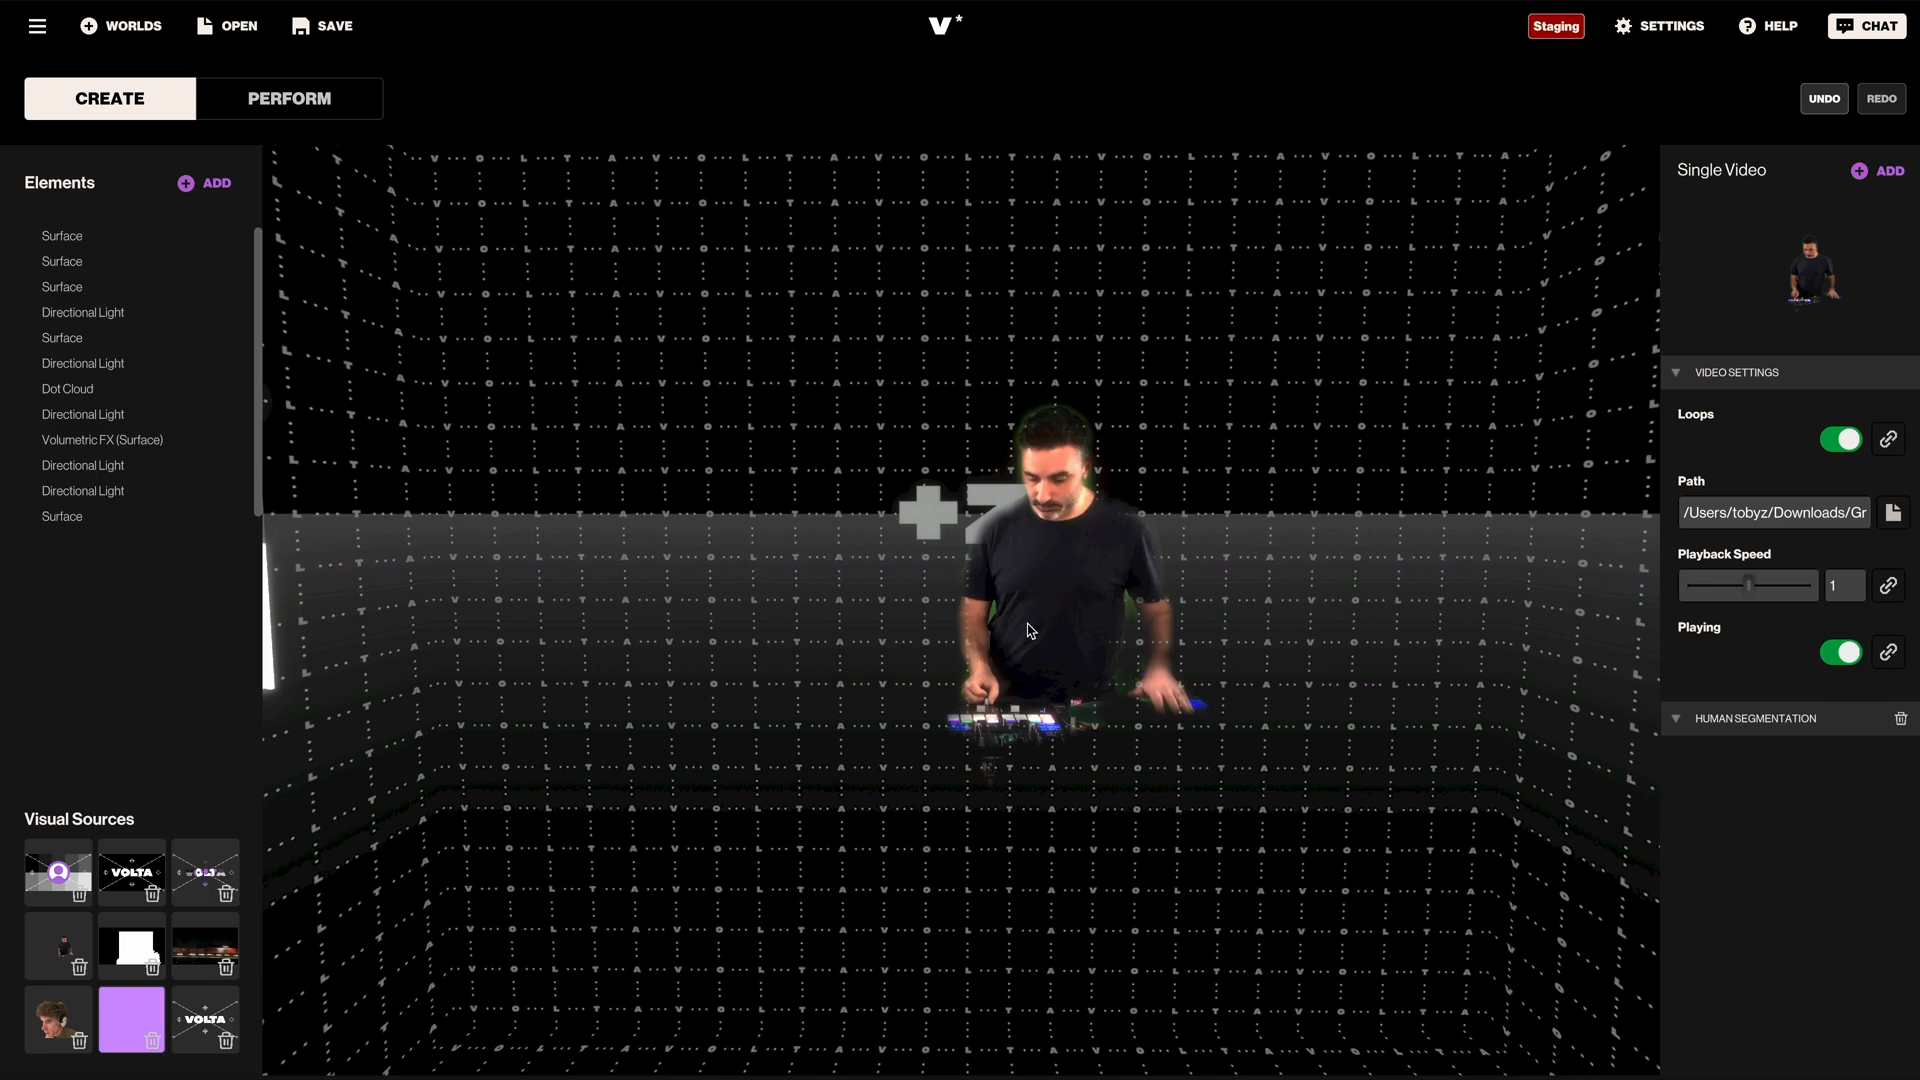 WORLDS
OPEN
SAVE
V*
Staging
SETTINGS
HELP
CHAT
CREATE
PERFORM
UNDO
REDO
Elements
ADD
Surface
Surface
Surface
Directional Light
Surface
Directional Light
Dot Cloud
Directional Light
Volumetric FX (Surface)
Directional Light
Directional Light
Surface
Visual Sources
VOLTA
VOLTA
Single Video
ADD
VIDEO SETTINGS
Loops
Path
/Users/tobyz/Downloads/Gr
Playback Speed
1
Playing
HUMAN SEGMENTATION